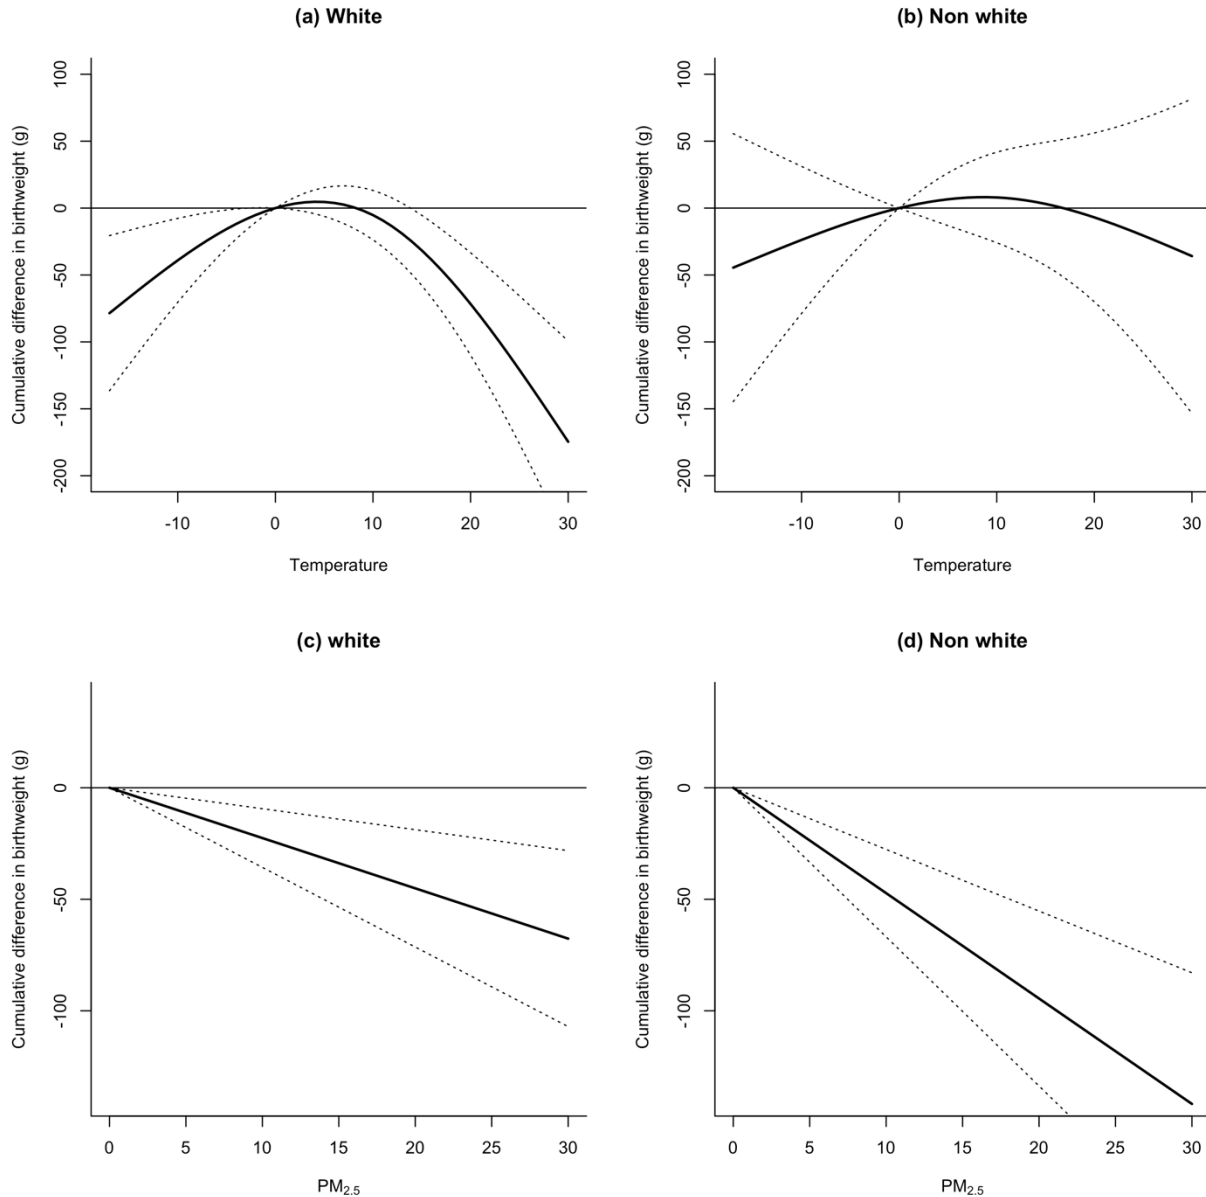 (a) White
Cumulative difference in birthweight (g)
100
50
0
-50
-100
-150
-200
-10 0 10 20 30
Temperature
(b) Non white
Cumulative difference in birthweight (g)
100
50
0
-50
-100
-150
-200
-10 0 10 20 30
Temperature
(c) white
Cumulative difference in birthweight (g)
0
-50
-100
0 5 10 15 20 25 30
PM2.5
(d) Non white
Cumulative difference in birthweight (g)
0
-50
-100
0 5 10 15 20 25 30
PM2.5